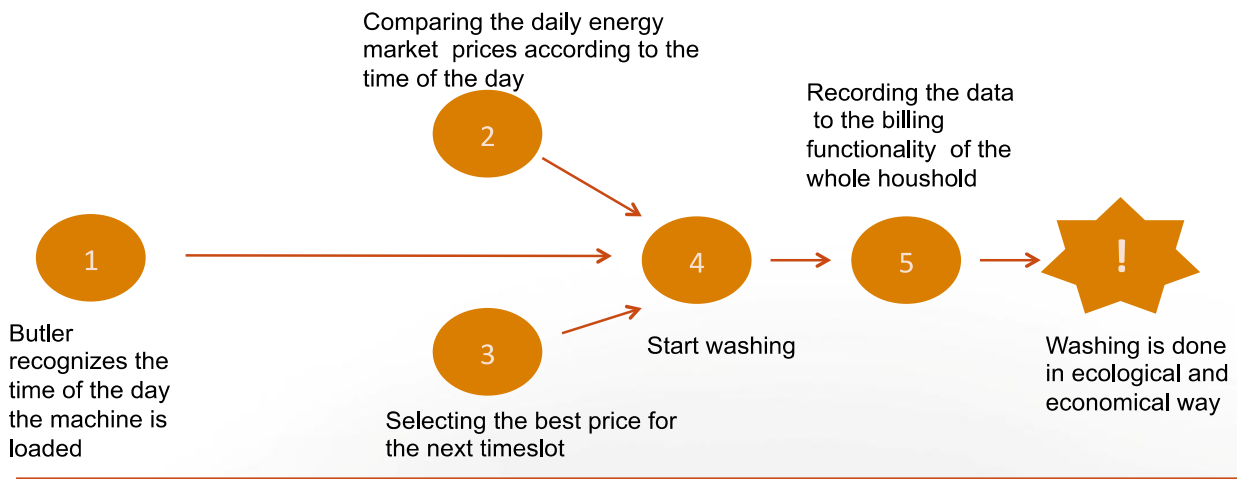 Comparing the daily energy
market  prices according to the
time of the day
2
Recording the data
 to the billing
functionality  of the
whole houshold
1
4
5
!
3
Butler
recognizes the
time of the day
the machine is
loaded
Start washing
Washing is done
in ecological and
economical way
Selecting the best price for
the next timeslot